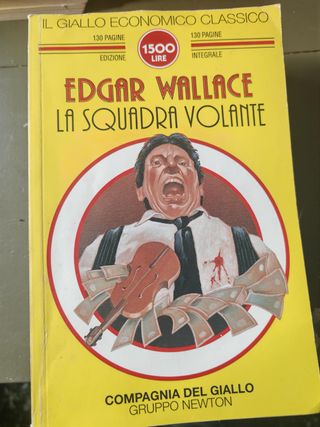 IL GIALLO ECONOMICO CLASSICO
130 PAGINE
EDIZIONE
1500
LIRE
130 PAGINE
INTEGRALE
EDGAR WALLACE
LA SQUADRA VOLANTE
COMPAGNIA DEL GIALLO
GRUPPO NEWTON